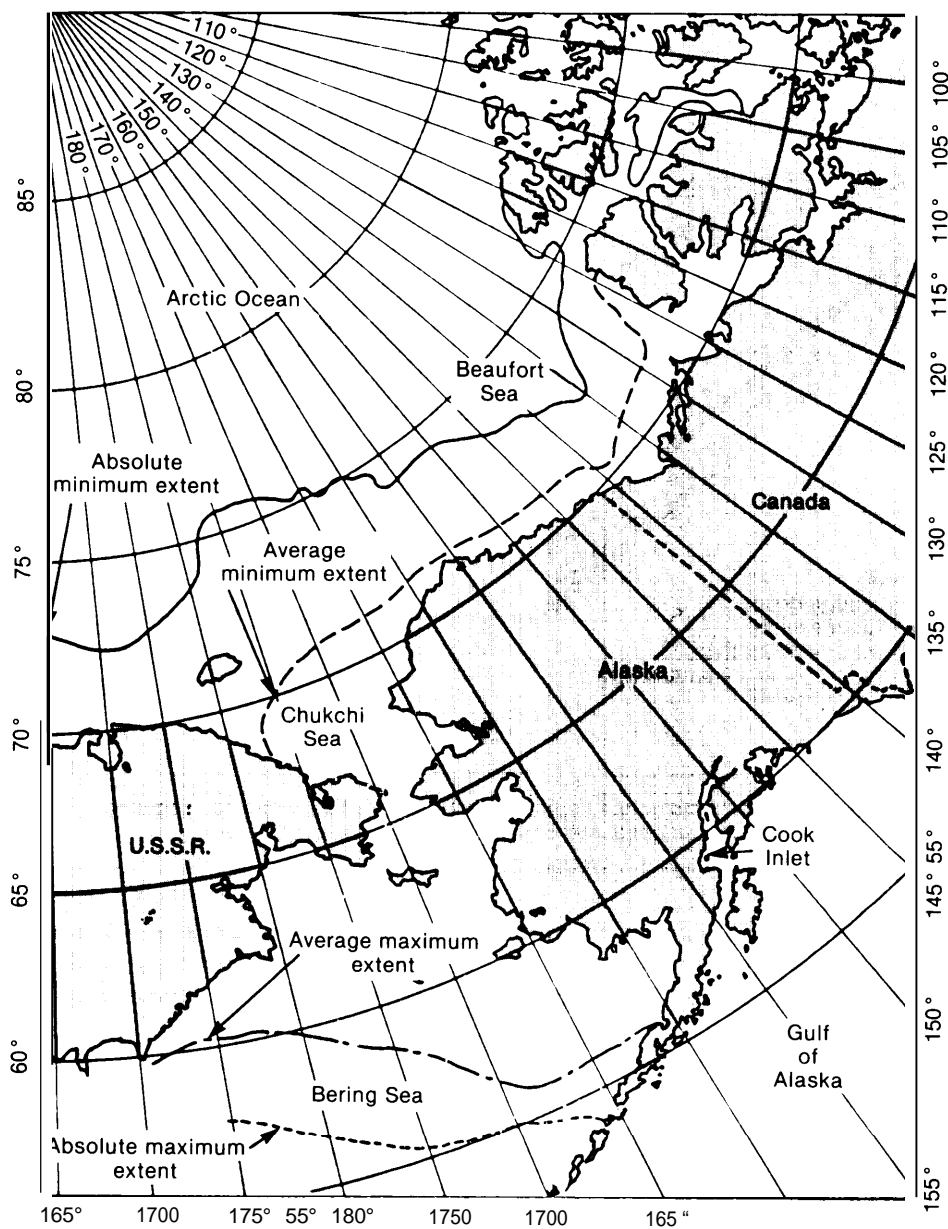 110°
120°
130°
140°
150°
160°
170°
180°
100°
105°
110°
115°
120°
125°
130°
135°
140°
55°
145°
150°
155°
85°
80°
75°
70°
65°
60°
Arctic Ocean
Beaufort
Sea
Absolute
minimum extent
Average
minimum extent
Canada
Alaska
Chukchi
Sea
U.S.S.R.
Cook
Inlet
Average maximum
extent
Gulf
of
Alaska
Bering Sea
Absolute maximum
extent
165° 1700 175° 55° 180° 1750 1700 165 "